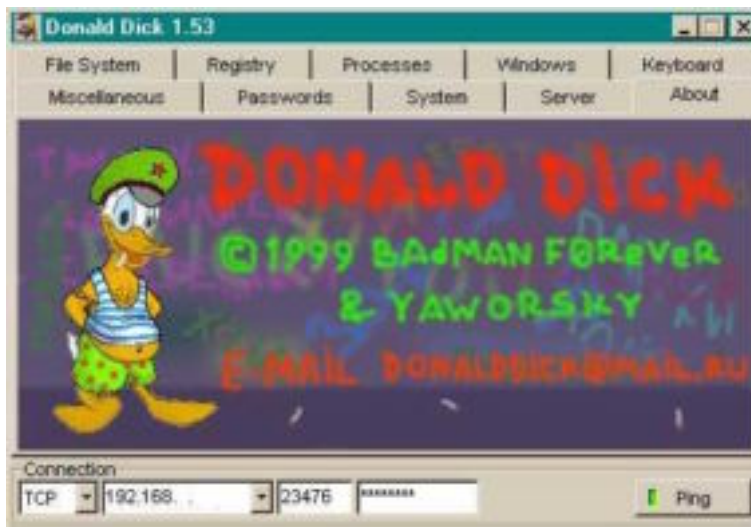 Donald Dick 1.53
File System Registry Processes Windows Keyboard
Miscellaneous Passwords System Server About
DONALD DICK
©1999 BAdMAN FOReVeR
& YAWORSKY
E-MAIL DONALDDICK@MAIL.RU
Connection
TCP 192.168. . 23476 ******** Ping